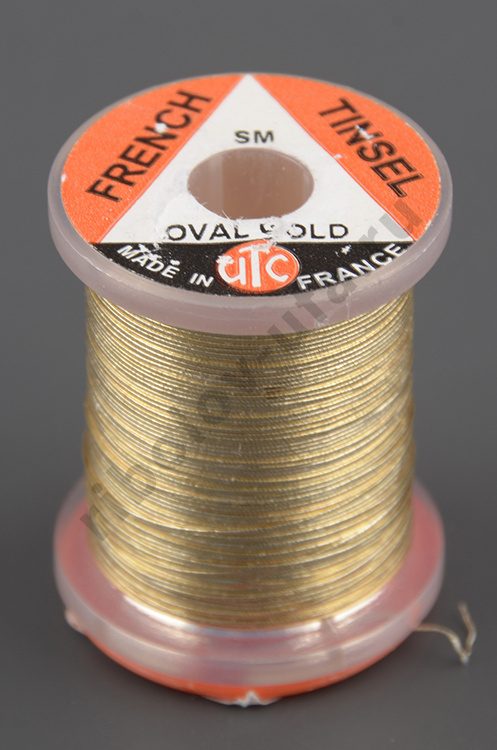 FRENCH
TINSEL
SM
OVAL GOLD
MADE IN
UTC
FRANCE